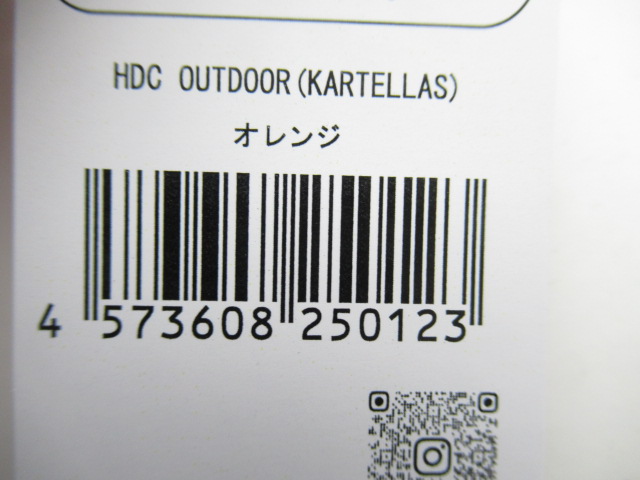 HDC OUTDOOR(KARTELLAS)
オレンジ
4 573608 250123